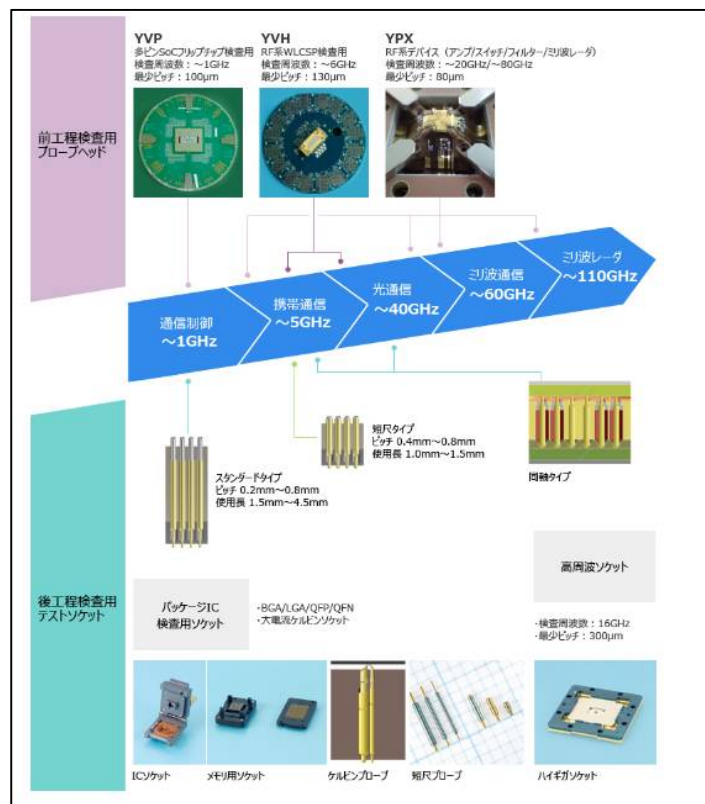 YVP
多ピンSoCフリップチップ検査用
検査周波数：～1GHz
最少ピッチ：100μm
YVH
RF系WLCSP検査用
検査周波数：～6GHz
最少ピッチ：130μm
YPX
RF系デバイス（アンプ/スイッチ/フィルター/ミリ波レーダ）
検査周波数：～20GHz/～80GHz
最少ピッチ：80μm
前工程検査用
プローブヘッド
通信制御
～1GHz
携帯通信
～5GHz
光通信
～40GHz
ミリ波通信
～60GHz
ミリ波レーダ
～110GHz
スタンダードタイプ
ピッチ 0.2mm～0.8mm
使用長 1.5mm～4.5mm
短尺タイプ
ピッチ 0.4mm～0.8mm
使用長 1.0mm～1.5mm
同軸タイプ
後工程検査用
テストソケット
パッケージIC
検査用ソケット
・BGA/LGA/QFP/QFN
・大電流ケルビンソケット
高周波ソケット
・検査周波数：16GHz
・最少ピッチ：300μm
ICソケット
メモリ用ソケット
ケルビンプローブ
短尺プローブ
ハイギガソケット